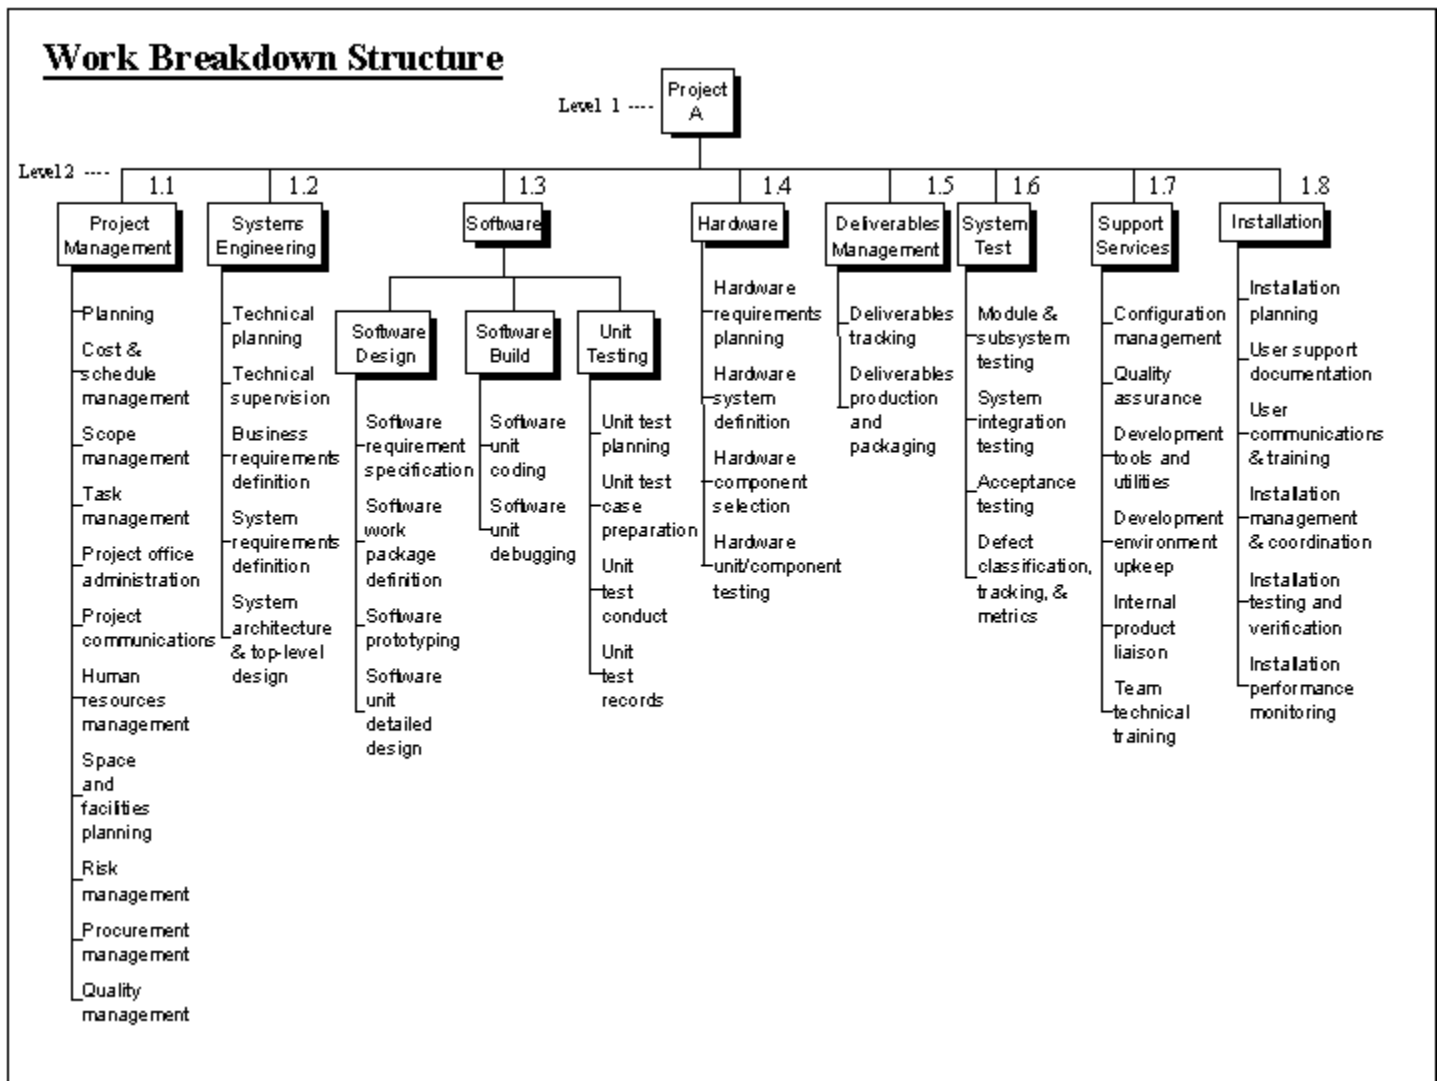 Work Breakdown Structure
Project
A
Level 1 ----
Level 2 ----
1.1
Project
Management
Planning
Cost &
schedule
management
Scope
management
Task
management
Project office
administration
Project
communications
Human
resources
management
Space
and
facilities
planning
Risk
management
Procurement
management
Quality
management
1.2
Systems
Engineering
Technical
planning
Technical
supervision
Business
requirements
definition
System
requirements
definition
System
architecture
& top-level
design
1.3
Software
Software
Design
Software
requirement
specification
Software
work
package
definition
Software
prototyping
Software
unit
detailed
design
Software
Build
Software
unit
coding
Software
unit
debugging
Unit
Testing
Unit test
planning
Unit test
case
preparation
Unit
test
conduct
Unit
test
records
1.4
Hardware
Hardware
requirements
planning
Hardware
system
definition
Hardware
component
selection
Hardware
unit/component
testing
1.5
Deliverables
Management
Deliverables
tracking
Deliverables
production
and
packaging
1.6
System
Test
Module &
subsystem
testing
System
integration
testing
Acceptance
testing
Defect
classification,
tracking, &
metrics
1.7
Support
Services
Configuration
management
Quality
assurance
Development
tools and
utilities
Development
environment
upkeep
Internal
product
liaison
Team
technical
training
1.8
Installation
Installation
planning
User support
documentation
User
communications
& training
Installation
management
& coordination
Installation
testing and
verification
Installation
performance
monitoring